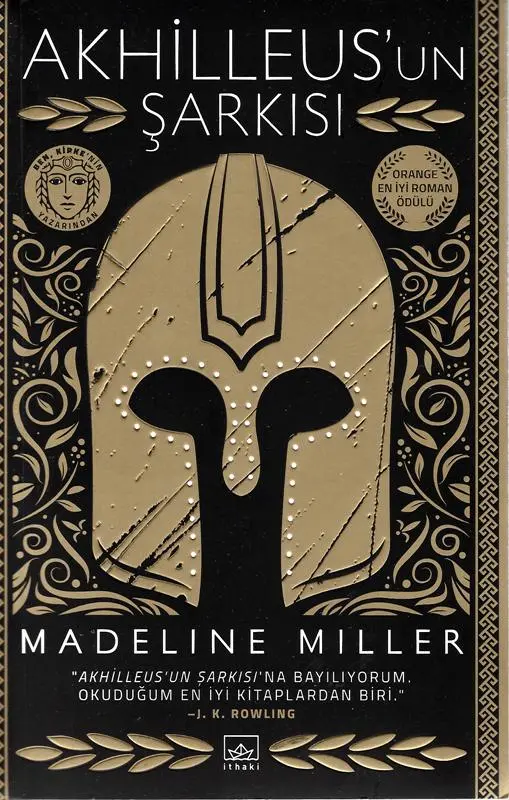 AKHİLLEUS'UN
ŞARKISI
BEN, KİRKE'NİN
YAZARINDAN
ORANGE
EN İYİ ROMAN
ÖDÜLÜ
MADELINE MILLER
"AKHİLLEUS'UN ŞARKISI'NA BAYILIYORUM.
OKUDUĞUM EN İYİ KİTAPLARDAN BİRİ."
–J. K. ROWLING
ithaki